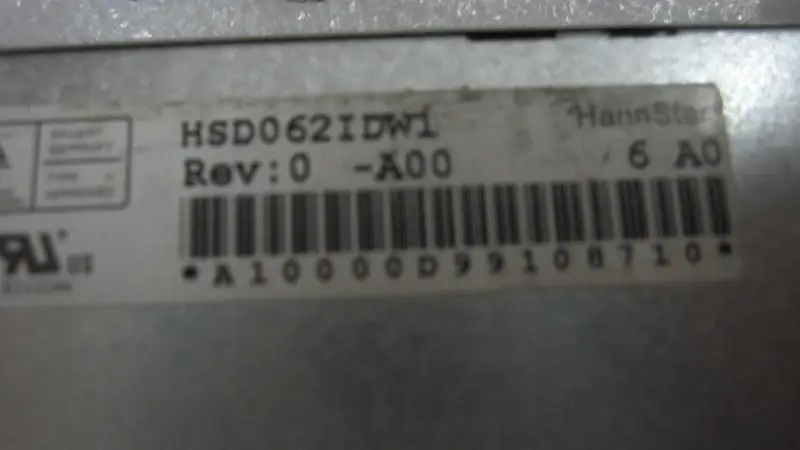 HSD062IDW1
HannStar
Rev:0 -A00 6 A0
*A10000D99108710*